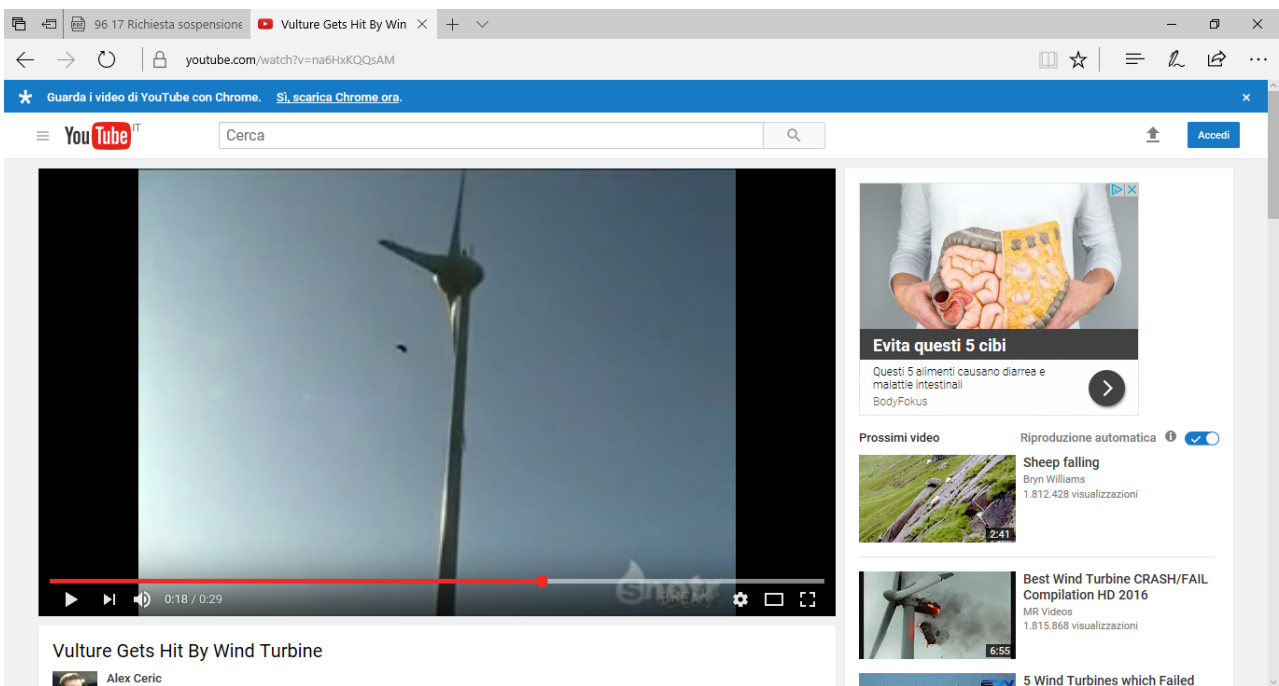 96 17 Richiesta sospensione
Vulture Gets Hit By Win
youtube.com/watch?v=na6HxKQQsAM
Guarda i video di YouTube con Chrome. Sì, scarica Chrome ora.
YouTube IT
Cerca
Accedi
Evita questi 5 cibi
Questi 5 alimenti causano diarrea e
malattie intestinali
BodyFokus
Prossimi video
Riproduzione automatica
Sheep falling
Bryn Williams
1.812.428 visualizzazioni
2:41
Best Wind Turbine CRASH/FAIL
Compilation HD 2016
MR Videos
1.815.868 visualizzazioni
6:55
5 Wind Turbines which Failed
0:18 / 0:29
BREAK
Vulture Gets Hit By Wind Turbine
Alex Ceric